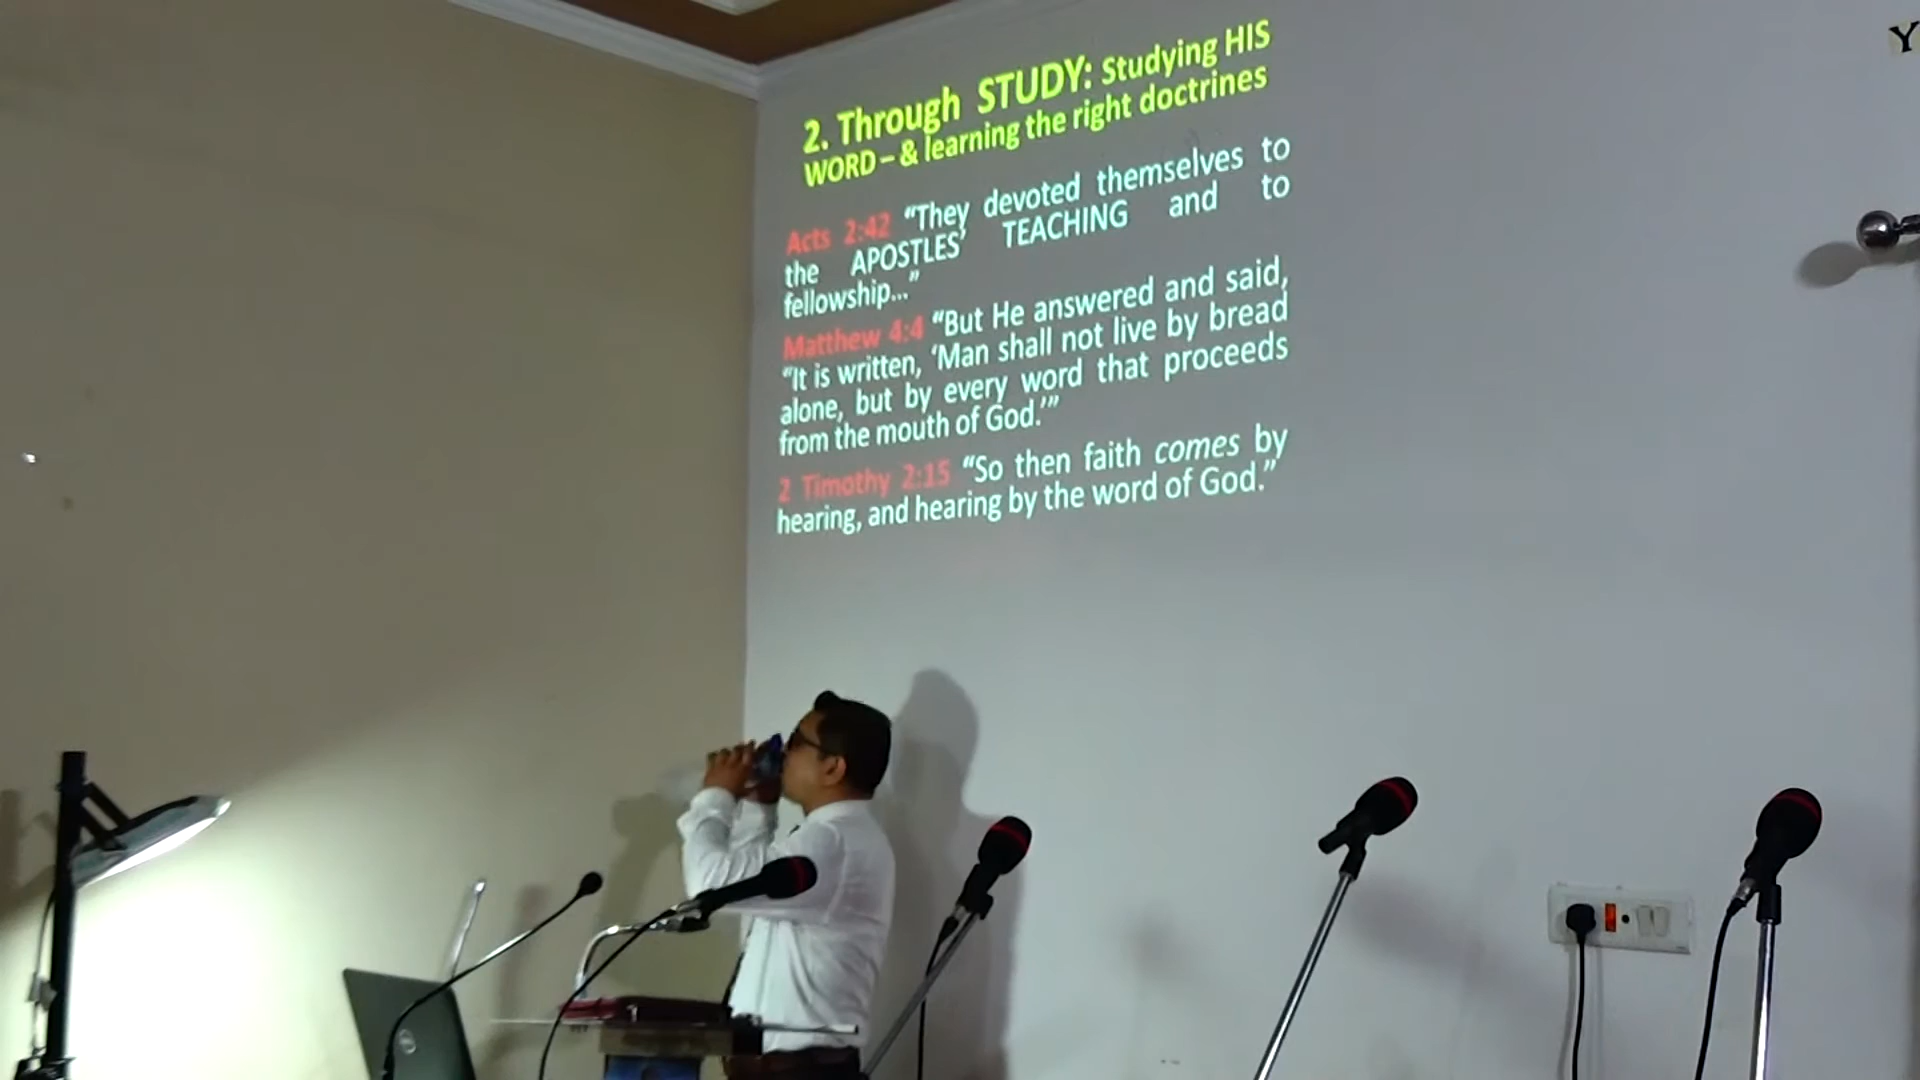 2. Through STUDY: Studying HIS
WORD – & learning the right doctrines
Acts 2:42 “They devoted themselves to
the APOSTLES’ TEACHING and to
fellowship...”
Matthew 4:4 “But He answered and said,
“It is written, ‘Man shall not live by bread
alone, but by every word that proceeds
from the mouth of God.’”
2 Timothy 2:15 “So then faith comes by
hearing, and hearing by the word of God.”
Y
DELL